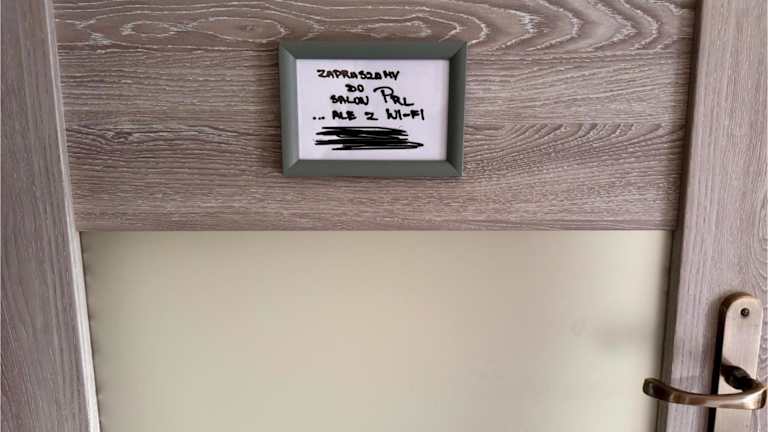 ZAPRASZAMY
DO
SALON PRL
... ALE Z WI-FI